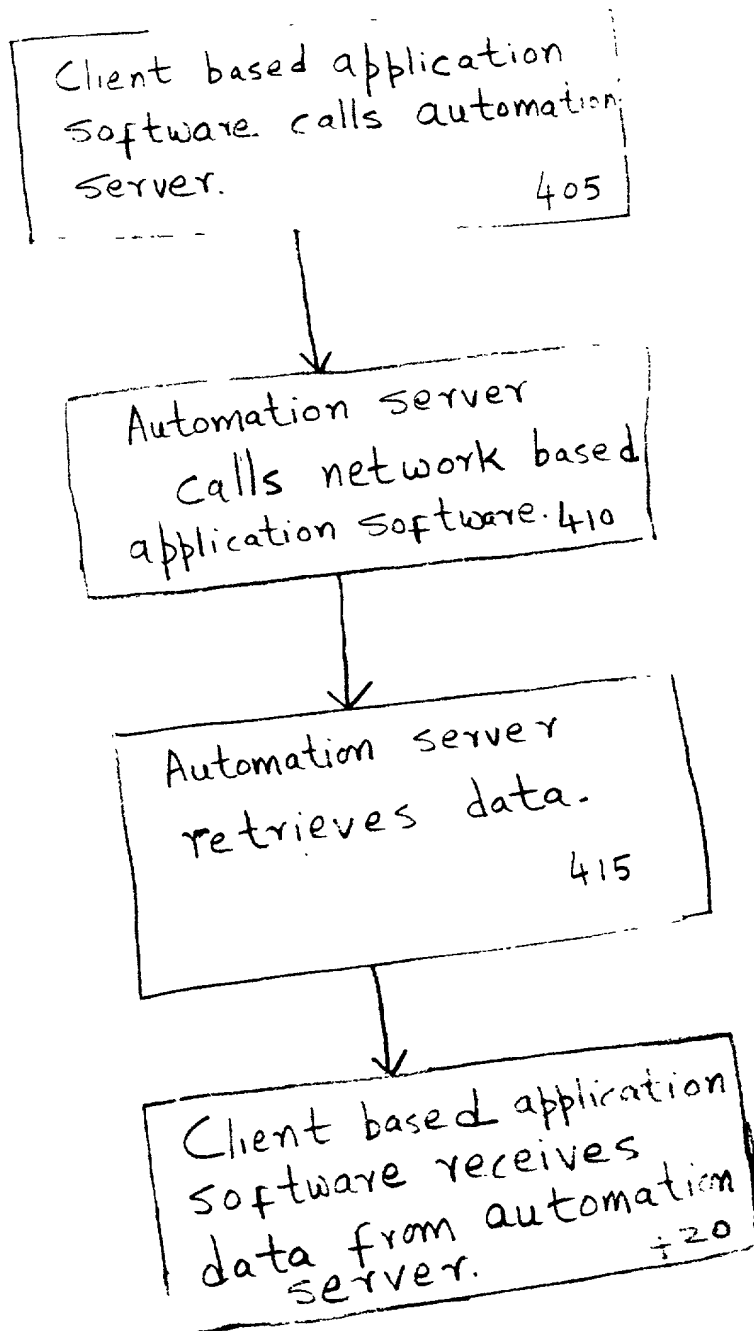 Client based application
software calls automation
server.
405
Automation server
calls network based
application software. 410
Automation server
retrieves data.
415
Client based application
software receives
data from automation
server.
420